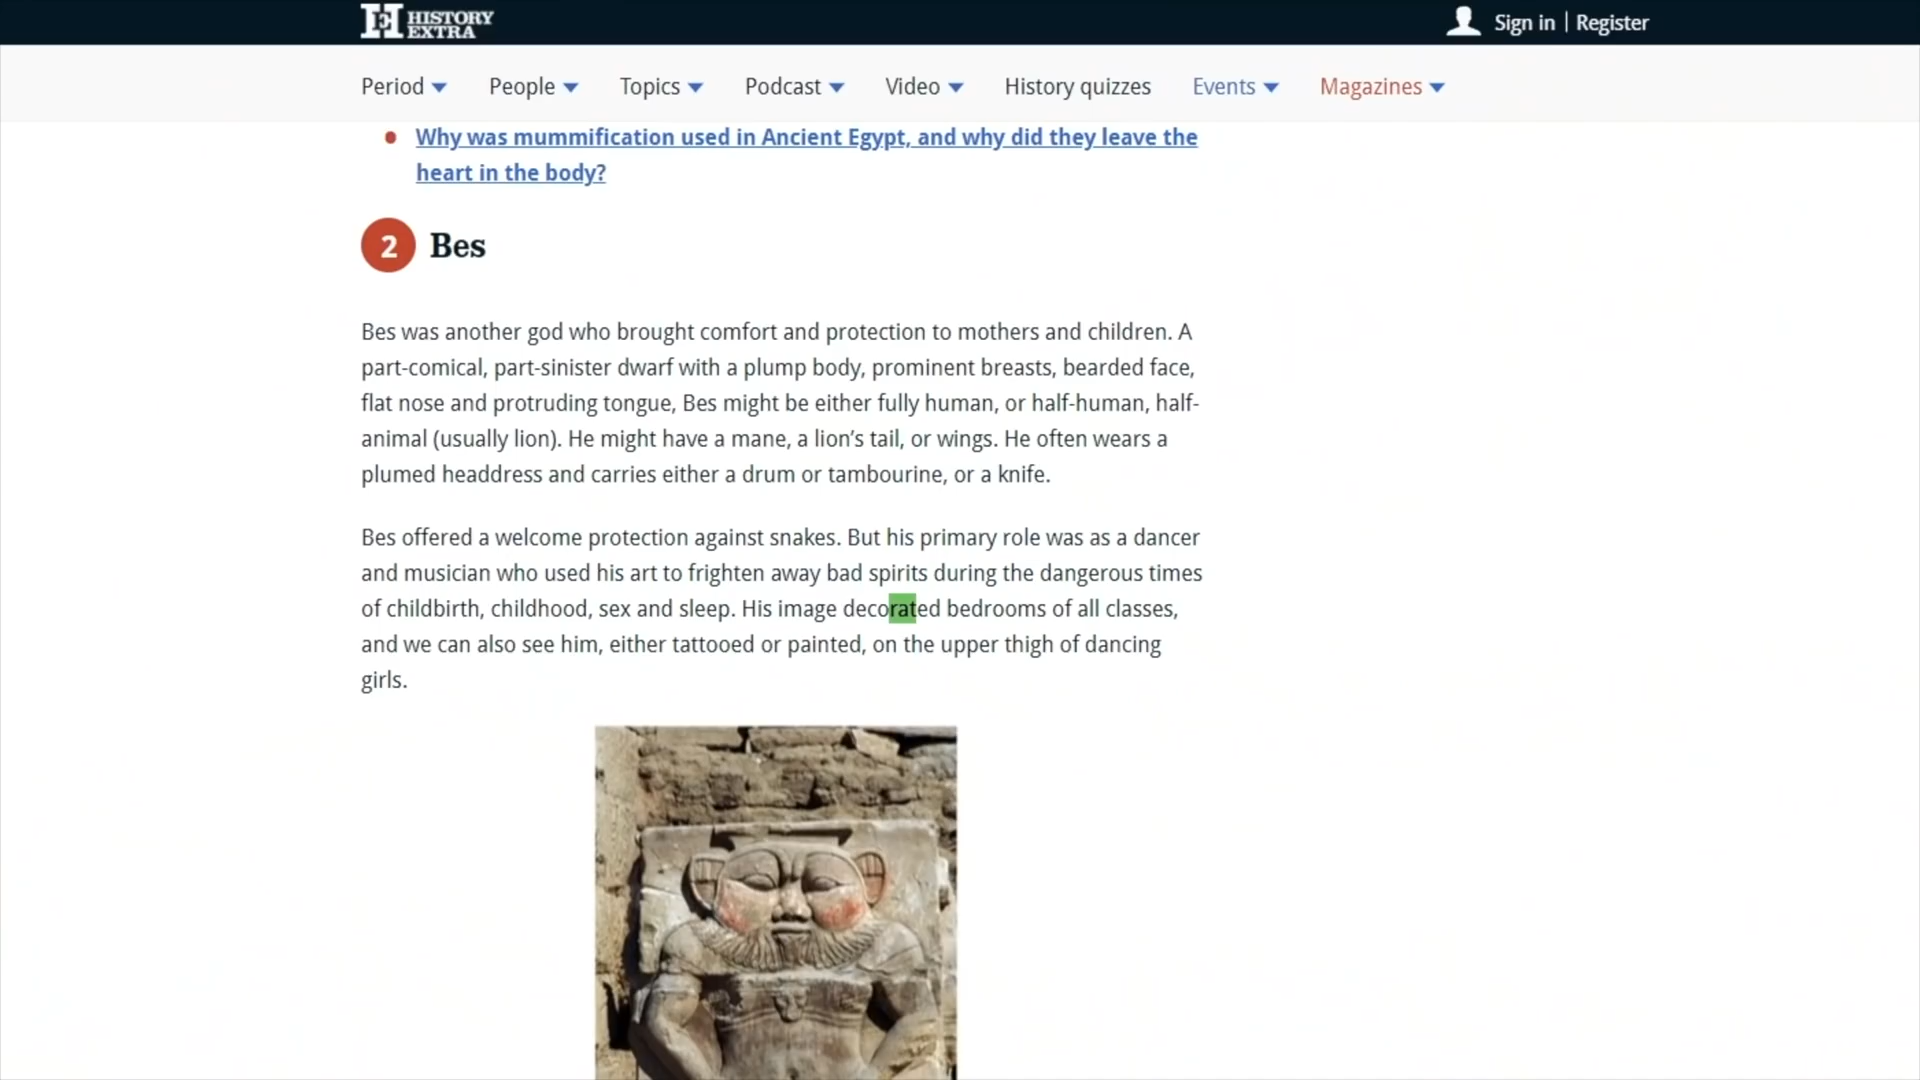 HISTORY
EXTRA
Sign in | Register
Period People Topics Podcast Video History quizzes Events Magazines
Why was mummification used in Ancient Egypt, and why did they leave the
heart in the body?
2 Bes
Bes was another god who brought comfort and protection to mothers and children. A
part-comical, part-sinister dwarf with a plump body, prominent breasts, bearded face,
flat nose and protruding tongue, Bes might be either fully human, or half-human, half-
animal (usually lion). He might have a mane, a lion’s tail, or wings. He often wears a
plumed headdress and carries either a drum or tambourine, or a knife.
Bes offered a welcome protection against snakes. But his primary role was as a dancer
and musician who used his art to frighten away bad spirits during the dangerous times
of childbirth, childhood, sex and sleep. His image decorated bedrooms of all classes,
and we can also see him, either tattooed or painted, on the upper thigh of dancing
girls.